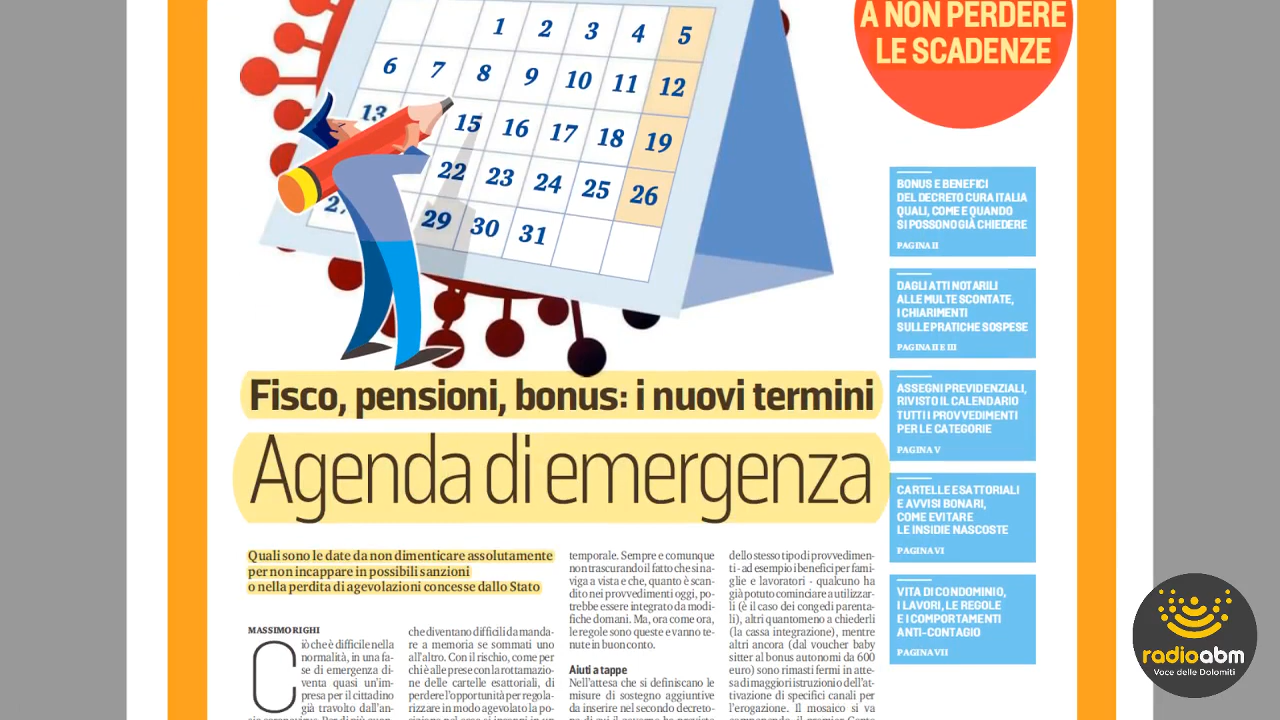 A NON PERDERE
LE SCADENZE
1 2 3 4 5
6 7 8 9 10 11 12
13 15 16 17 18 19
22 23 24 25 26
29 30 31
BONUS E BENEFICI
DEL DECRETO CURA ITALIA
QUALI, COME E QUANDO
SI POSSONO GIÀ CHIEDERE
PAGINA II
DAGLI ATTI NOTARILI
ALLE MULTE SCONTATE,
I CHIARIMENTI
SULLE PRATICHE SOSPESE
PAGINA II E III
ASSEGNI PREVIDENZIALI,
RIVISTO IL CALENDARIO
TUTTI I PROVVEDIMENTI
PER LE CATEGORIE
PAGINA V
CARTELLE ESATTORIALI
E AVVISI BONARI,
COME EVITARE
LE INSIDIE NASCOSTE
PAGINA VI
VITA DI CONDOMINIO,
I LAVORI, LE REGOLE
E I COMPORTAMENTI
ANTI-CONTAGIO
PAGINA VII
Fisco, pensioni, bonus: i nuovi termini
Agenda di emergenza
Quali sono le date da non dimenticare assolutamente
per non incappare in possibili sanzioni
o nella perdita di agevolazioni concesse dallo Stato
MASSIMO RIGHI
Ciò che è difficile nella
normalità, in una fa-
se di emergenza di-
venta quasi un'im-
presa per il cittadino
già travolto dall'an-
che diventano difficili da manda-
re a memoria se sommati uno
all'altro. Con il rischio, come per
chi è alle prese con la rottamazio-
ne delle cartelle esattoriali, di
perdere l'opportunità per regola-
rizzare in modo agevolato la po-
temporale. Sempre e comunque
non trascurando il fatto che si na-
viga a vista e che, quanto è scan-
dito nei provvedimenti oggi, po-
trebbe essere integrato da modi-
fiche domani. Ma, ora come ora,
le regole sono queste e vanno te-
nute in buon conto.
Aiuti a tappe
Nell'attesa che si definiscano le
misure di sostegno aggiuntive
da inserire nel secondo decreto-
dello stesso tipo di provvedimen-
ti - ad esempio i benefici per fami-
glie e lavoratori - qualcuno ha
già potuto cominciare a utilizzar-
li (è il caso dei congedi parenta-
li), altri quantomeno a chiederli
(la cassa integrazione), mentre
altri ancora (dal voucher baby
sitter al bonus autonomi da 600
euro) sono rimasti fermi in atte-
sa di maggiori istruzioni o dell'at-
tivazione di specifici canali per
l'erogazione. Il mosaico si va
radioabm
Voce delle Dolomiti